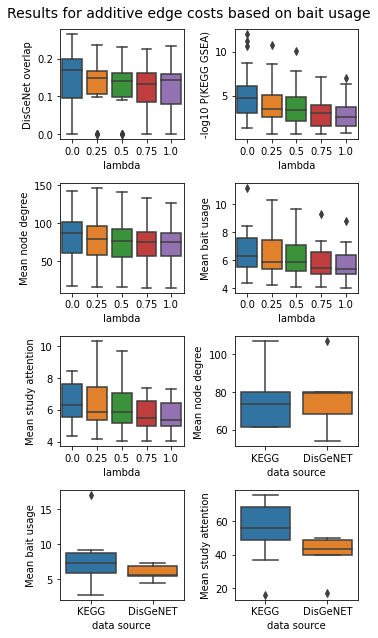 Results for additive edge costs based on bait usage
DisGeNet overlap
0.2
0.1
0.0
0.0 0.25 0.5 0.75 1.0
lambda
-log10 P(KEGG GSEA)
10
5
0.0 0.25 0.5 0.75 1.0
lambda
Mean node degree
150
100
50
0.0 0.25 0.5 0.75 1.0
lambda
Mean bait usage
10
8
6
4
0.0 0.25 0.5 0.75 1.0
lambda
Mean study attention
10
8
6
4
0.0 0.25 0.5 0.75 1.0
lambda
Mean node degree
100
80
60
KEGG DisGeNET
data source
Mean bait usage
15
10
5
KEGG DisGeNET
data source
Mean study attention
60
40
20
KEGG DisGeNET
data source